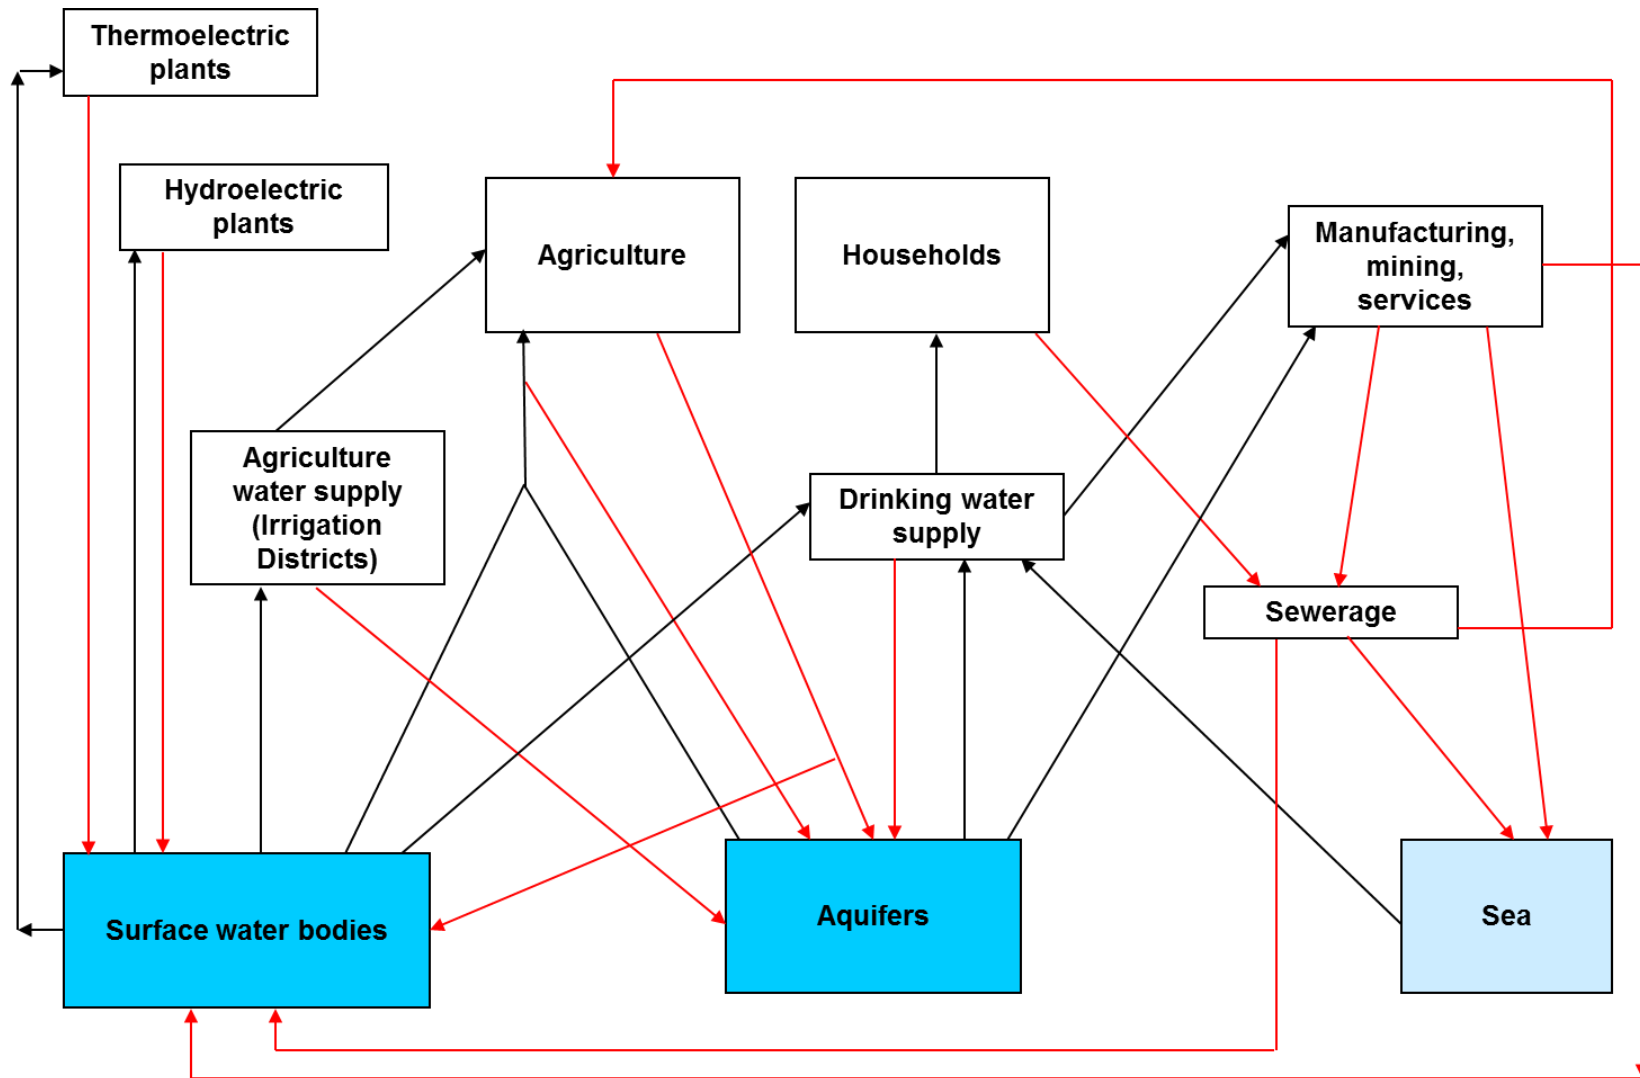 Thermoelectric
plants
Hydroelectric
plants
Agriculture
Households
Manufacturing,
mining,
services
Agriculture
water supply
(Irrigation
Districts)
Drinking water
supply
Sewerage
Surface water bodies
Aquifers
Sea